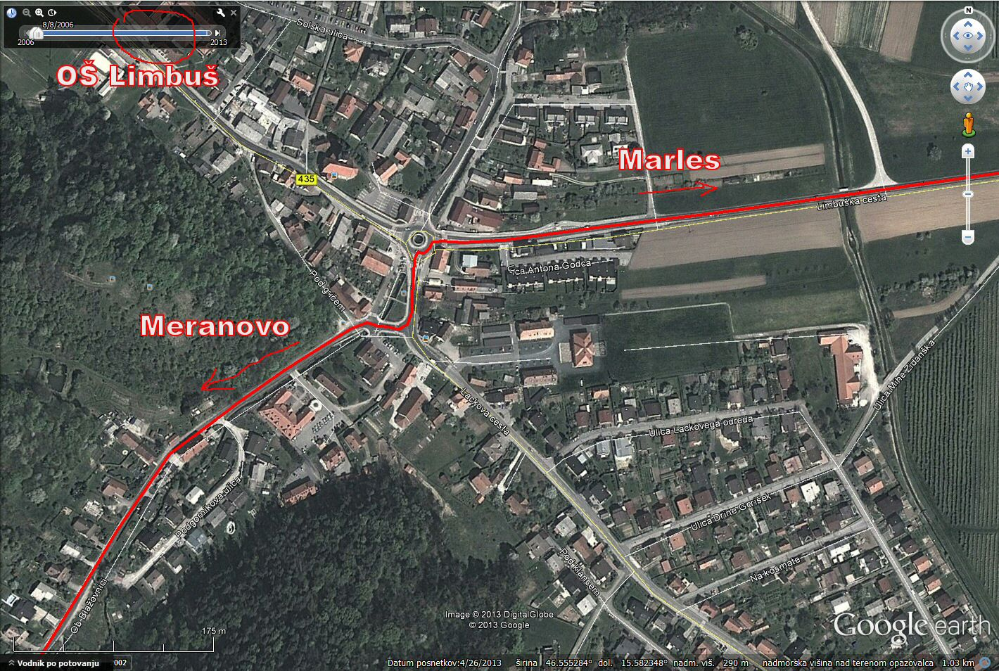 8/8/2006
2006
2013
N
Šolska ulica
OŠ Limbuš
435
Marles
Limbuška cesta
ca Antona Godca
Pod gričem
Meranovo
Lackova cesta
Ulica Mrhe Židanška
Ulica Lackovega odreda
Podgornikova ulica
Ulica Drine Gorišek
Pod klancem
Na kosmate
Ob Blažovnici
175 m
Image © 2013 DigitalGlobe
© 2013 Google
Google earth
Vodnik po potovanju
002
Datum posnetkov:4/26/2013 širina 46.555284° dol. 15.582348° nadm. viš. 290 m nadmorska višina nad terenom opazovalca 1.03 km